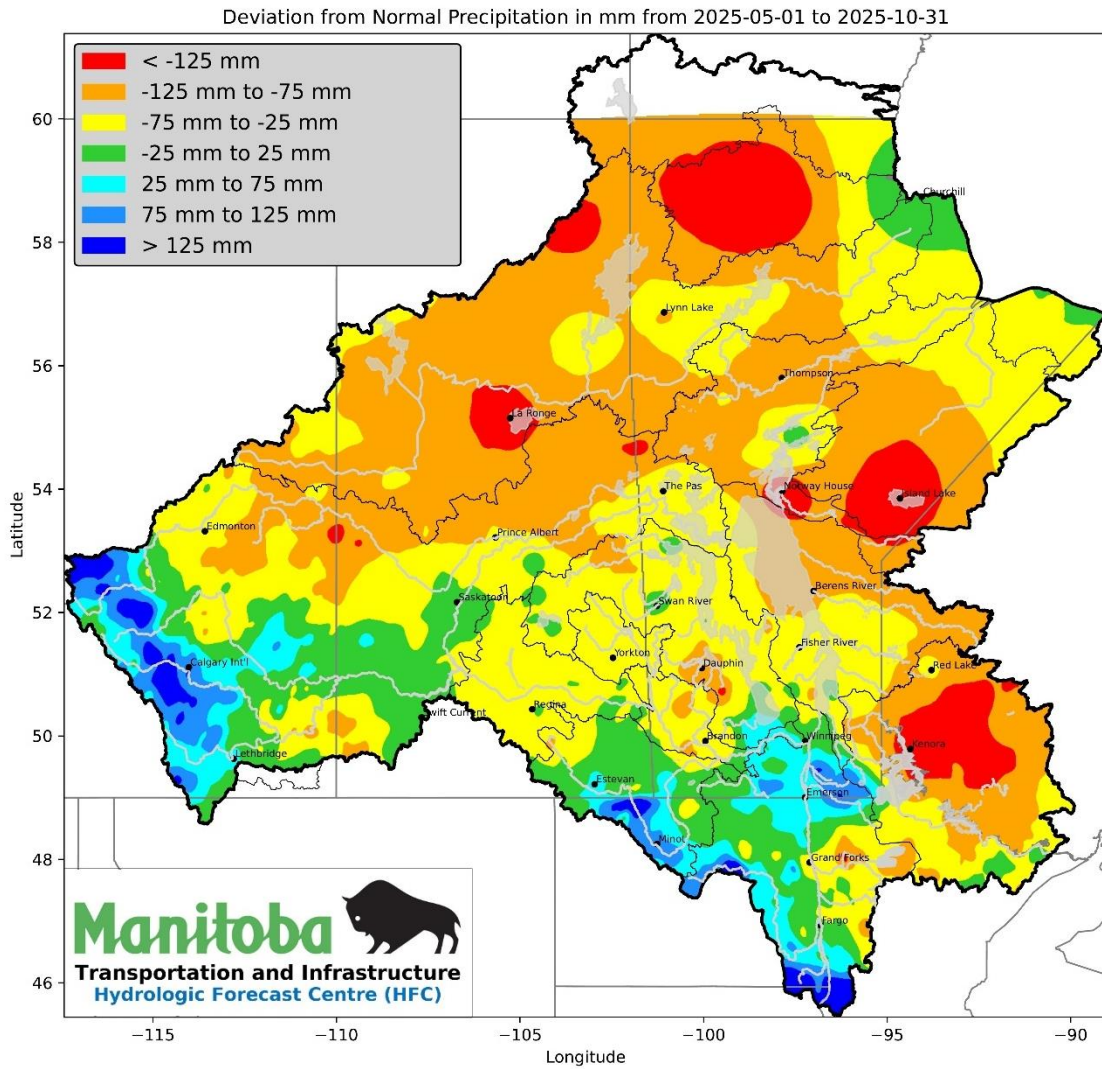 Deviation from Normal Precipitation in mm from 2025-05-01 to 2025-10-31
< -125 mm
-125 mm to -75 mm
-75 mm to -25 mm
-25 mm to 25 mm
25 mm to 75 mm
75 mm to 125 mm
> 125 mm
60
58
56
54
52
50
48
46
Latitude
Churchill
Lynn Lake
Thompson
La Ronge
The Pas
Norway House
Island Lake
Edmonton
Prince Albert
Berens River
Saskatoon
Swan River
Fisher River
Calgary Int'l
Yorkton
Dauphin
Red Lake
Swift Current
Regina
Brandon
Winnipeg
Kenora
Lethbridge
Estevan
Emerson
Minot
Grand Forks
Fargo
Manitoba
Transportation and Infrastructure
Hydrologic Forecast Centre (HFC)
−115
−110
−105
−100
−95
−90
Longitude